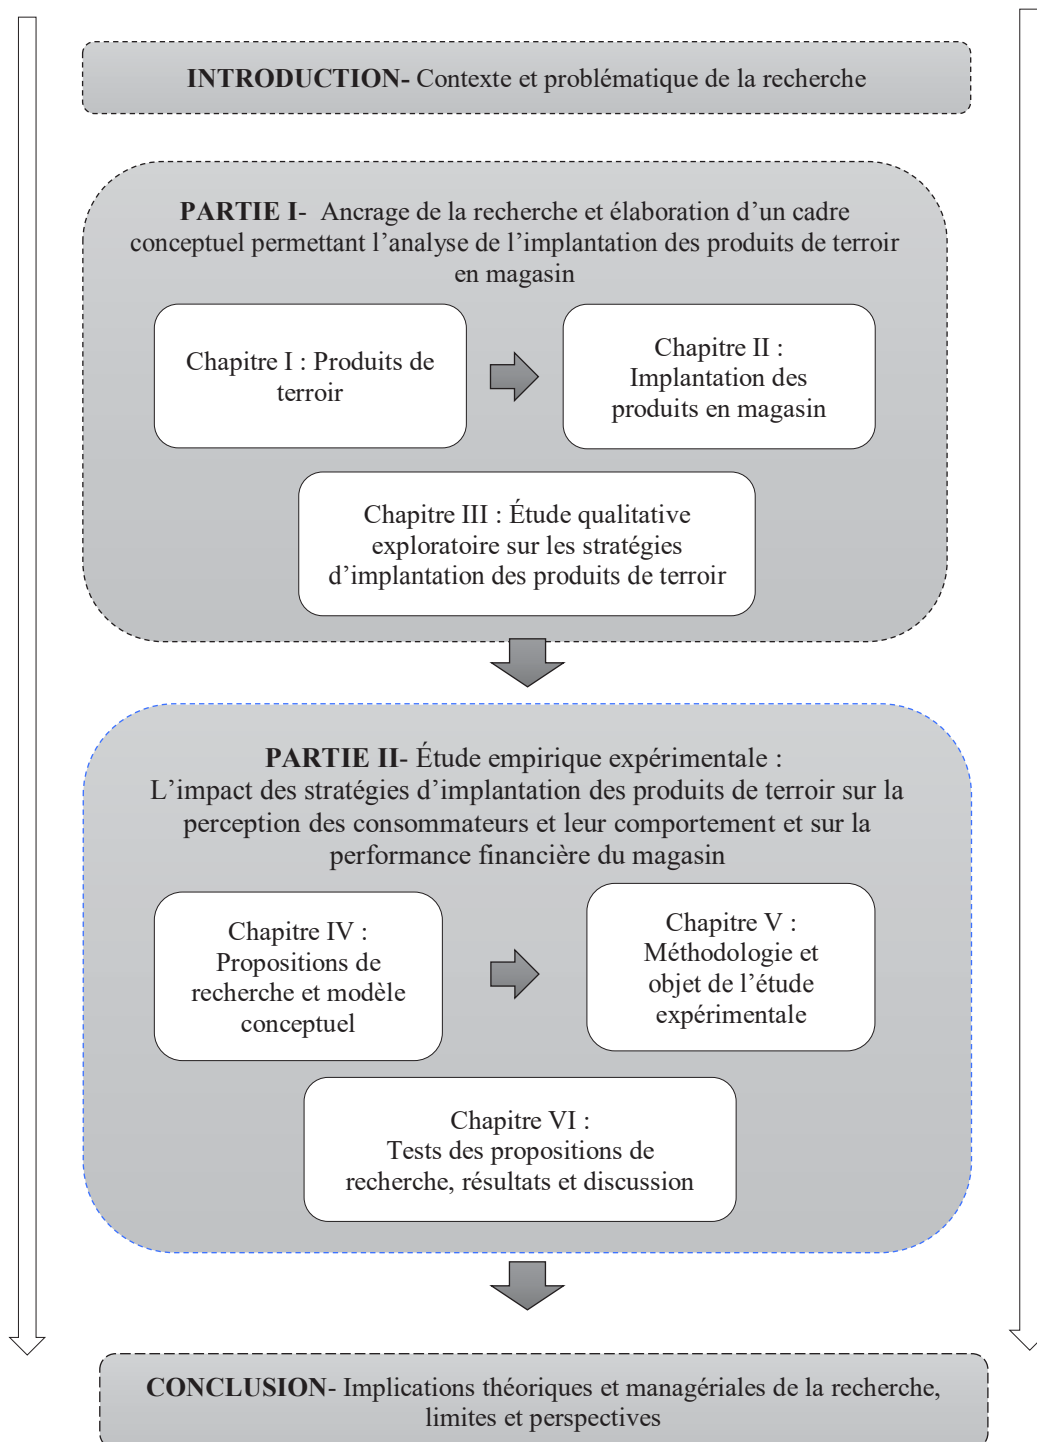 INTRODUCTION- Contexte et problématique de la recherche
PARTIE I- Ancrage de la recherche et élaboration d’un cadre
conceptuel permettant l’analyse de l’implantation des produits de terroir
en magasin
Chapitre I : Produits de
terroir
Chapitre II :
Implantation des
produits en magasin
Chapitre III : Étude qualitative
exploratoire sur les stratégies
d’implantation des produits de terroir
PARTIE II- Étude empirique expérimentale :
L’impact des stratégies d’implantation des produits de terroir sur la
perception des consommateurs et leur comportement et sur la
performance financière du magasin
Chapitre IV :
Propositions de
recherche et modèle
conceptuel
Chapitre V :
Méthodologie et
objet de l’étude
expérimentale
Chapitre VI :
Tests des propositions de
recherche, résultats et discussion
CONCLUSION- Implications théoriques et managériales de la recherche,
limites et perspectives